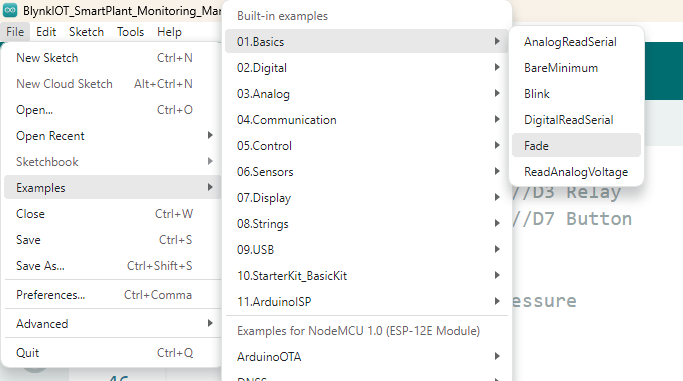 BlynkIOT_SmartPlant_Monitoring_Mar
File Edit Sketch Tools Help
New Sketch Ctrl+N
New Cloud Sketch Alt+Ctrl+N
Open... Ctrl+O
Open Recent
Sketchbook
Examples
Close Ctrl+W
Save Ctrl+S
Save As... Ctrl+Shift+S
Preferences... Ctrl+Comma
Advanced
Quit Ctrl+Q
Built-in examples
01.Basics
02.Digital
03.Analog
04.Communication
05.Control
06.Sensors
07.Display
08.Strings
09.USB
10.StarterKit_BasicKit
11.ArduinoISP
Examples for NodeMCU 1.0 (ESP-12E Module)
ArduinoOTA
AnalogReadSerial
BareMinimum
Blink
DigitalReadSerial
Fade
ReadAnalogVoltage
//D3 Relay
//D7 Button
essure
46